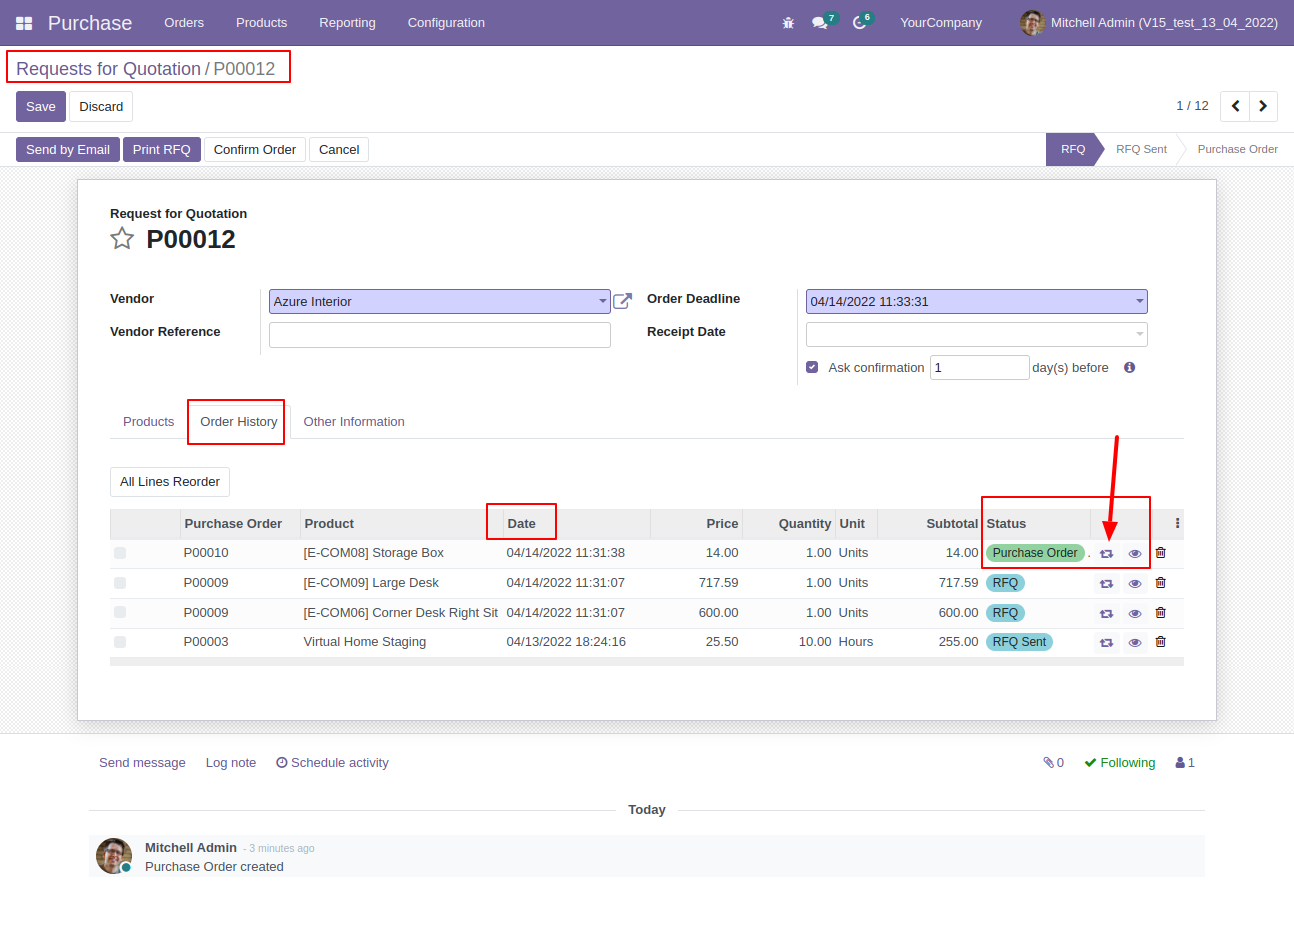 Purchase Orders Products Reporting Configuration 7 6 YourCompany Mitchell Admin (V15_test_13_04_2022)
Requests for Quotation / P00012
Save Discard 1 / 12
Send by Email Print RFQ Confirm Order Cancel RFQ RFQ Sent Purchase Order
Request for Quotation
P00012
Vendor Azure Interior Order Deadline 04/14/2022 11:33:31
Vendor Reference Receipt Date
Ask confirmation 1 day(s) before
Products Order History Other Information
All Lines Reorder
Purchase Order Product Date Price Quantity Unit Subtotal Status
P00010 [E-COM08] Storage Box 04/14/2022 11:31:38 14.00 1.00 Units 14.00 Purchase Order .
P00009 [E-COM09] Large Desk 04/14/2022 11:31:07 717.59 1.00 Units 717.59 RFQ
P00009 [E-COM06] Corner Desk Right Sit 04/14/2022 11:31:07 600.00 1.00 Units 600.00 RFQ
P00003 Virtual Home Staging 04/13/2022 18:24:16 25.50 10.00 Hours 255.00 RFQ Sent
Send message Log note Schedule activity 0 Following 1
Today
Mitchell Admin - 3 minutes ago
Purchase Order created